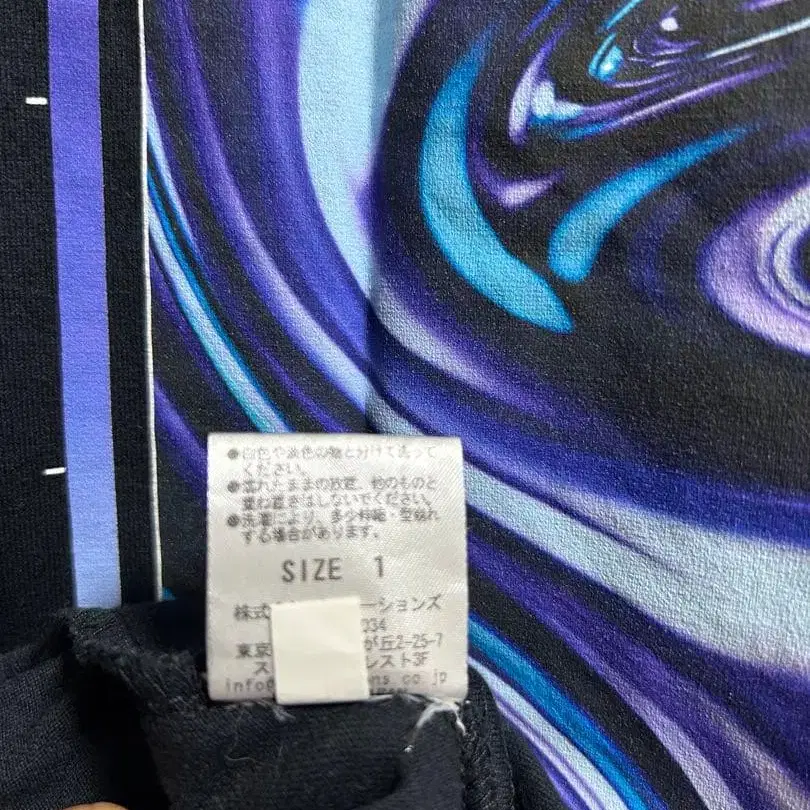 ●白色や淡色の物と分けて洗って
ください。
●濡れたままの放置、他のものと
重ね置きはしないでください。
●洗濯により、多少伸縮・型崩れ
する場合があります。
SIZE 1
株式 ーションズ
034
東京 が丘2-25-7
ス レスト3F
info@ ns.co.jp